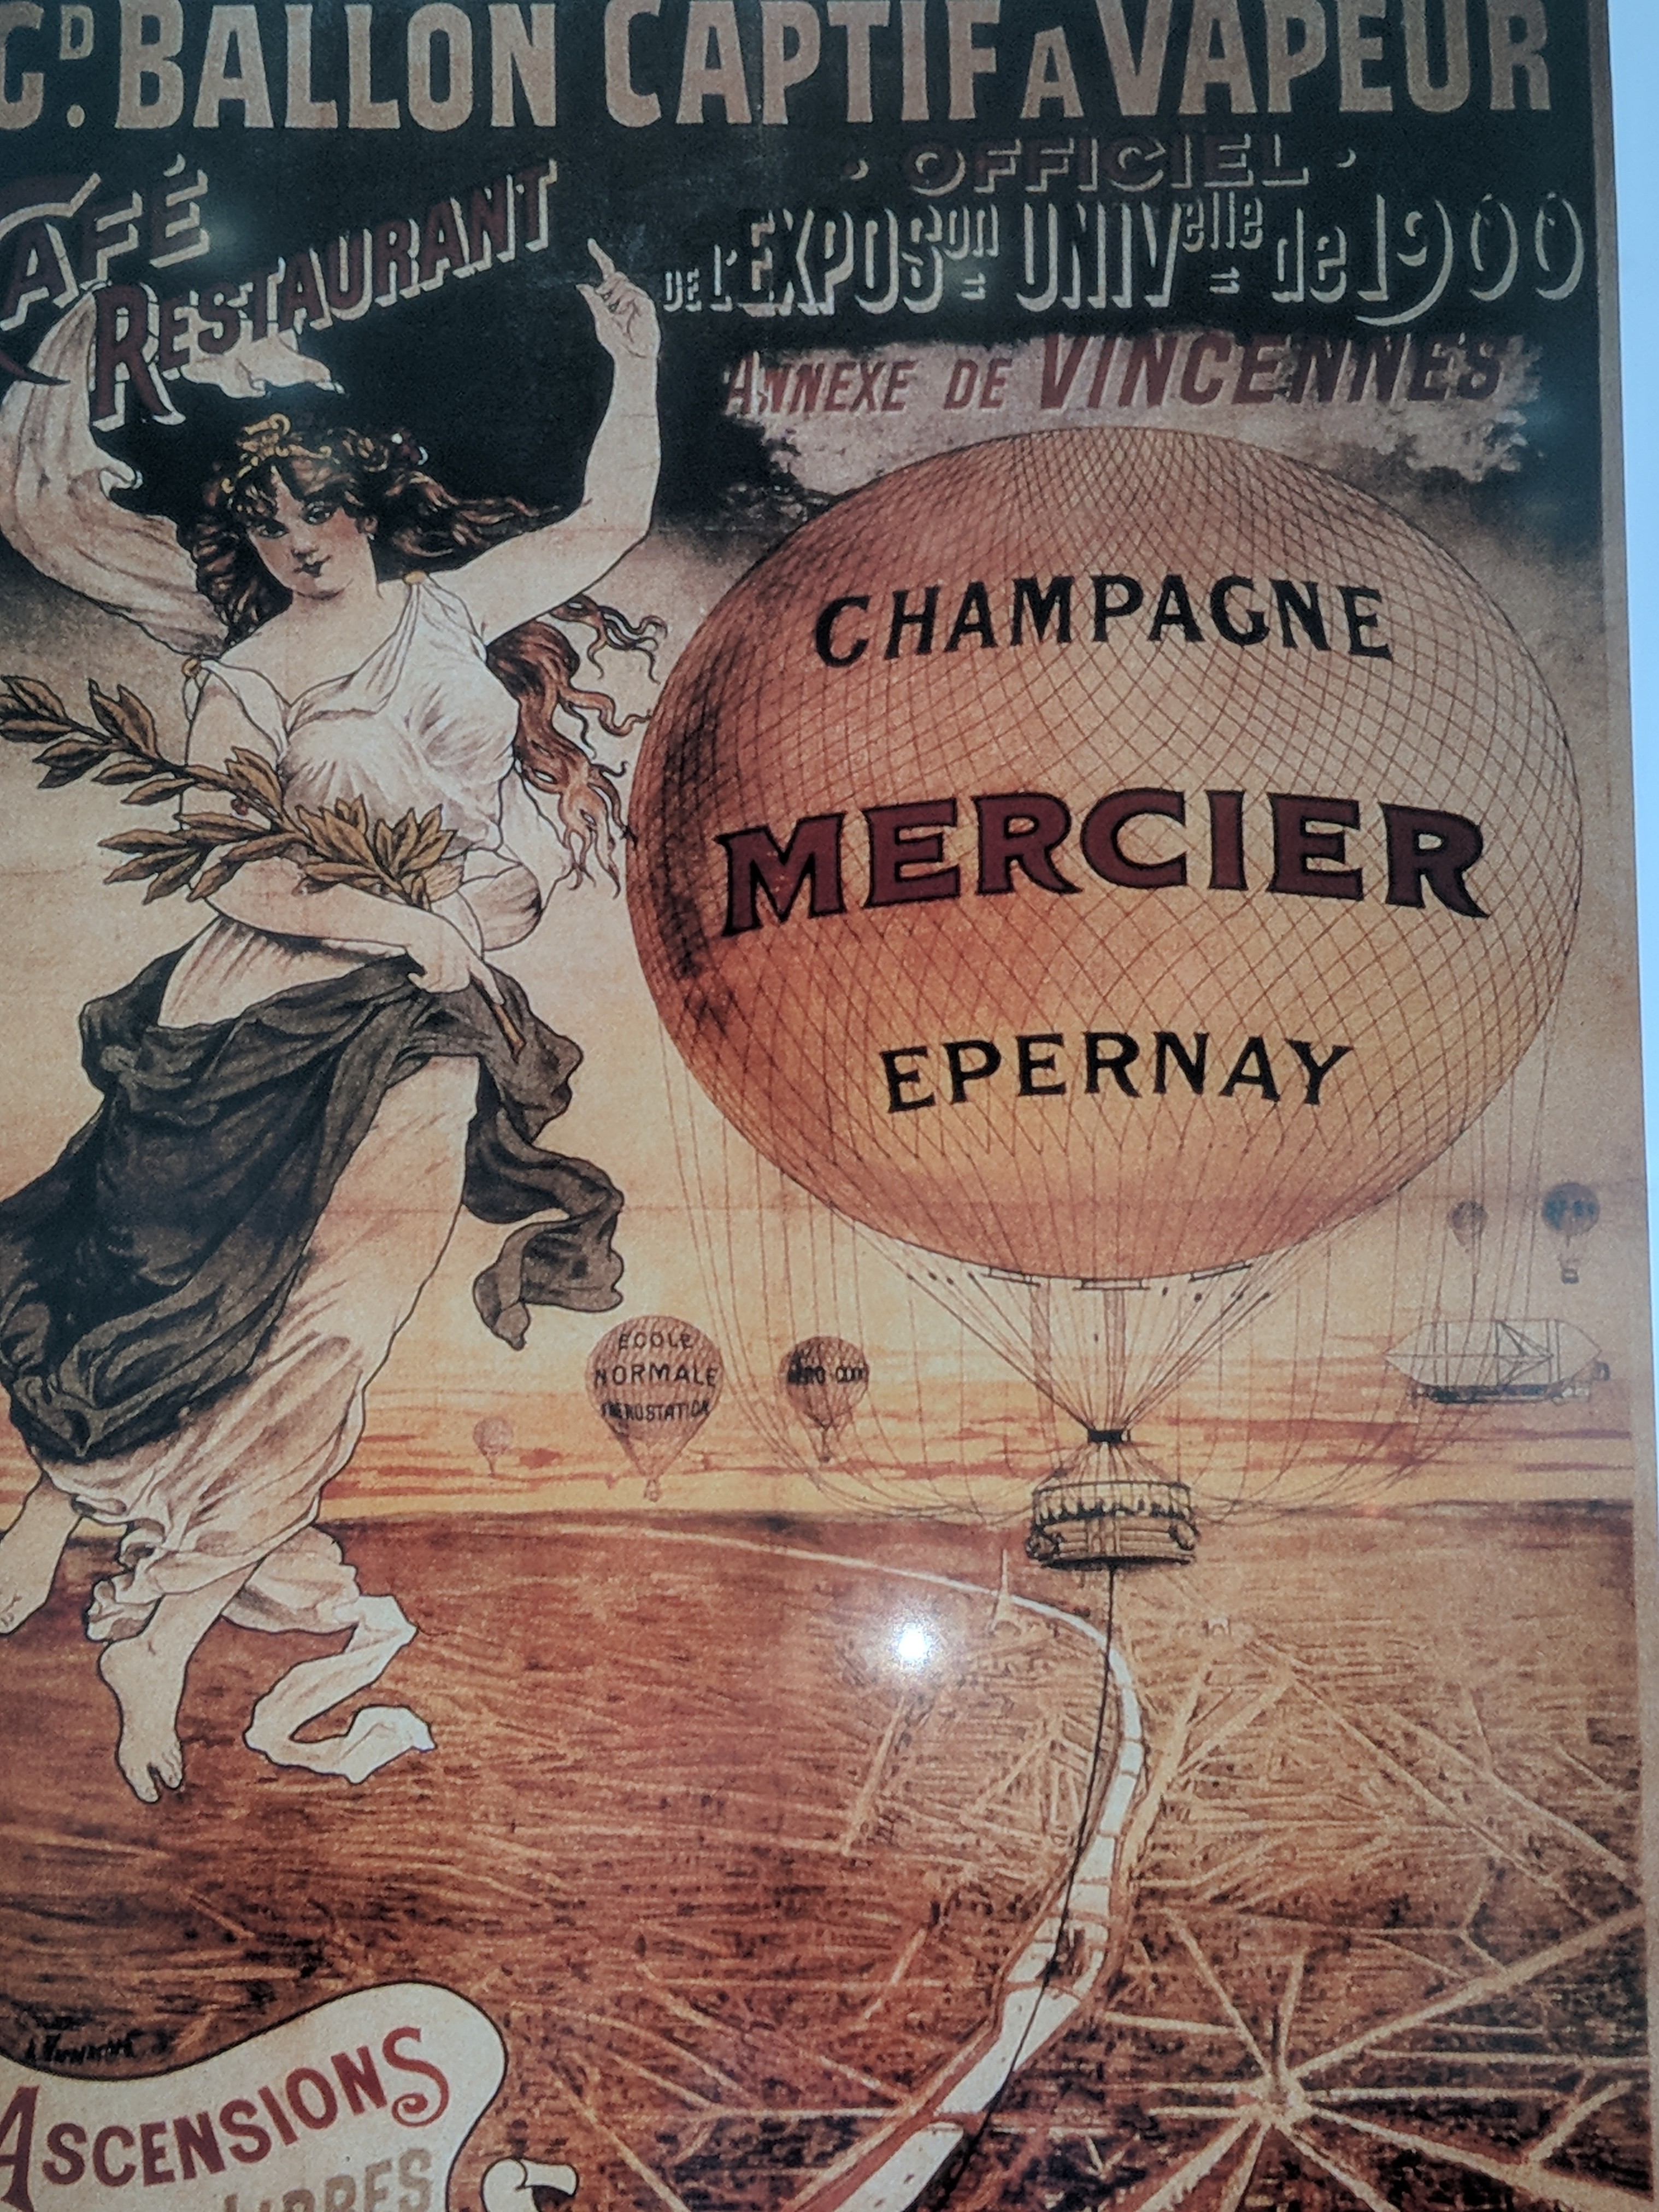 Gᴰ. BALLON CAPTIF A VAPEUR
CAFÉ
RESTAURANT
· OFFICIEL ·
DE L'EXPOSᵒⁿ UNIVᵉˡˡᵉ de 1900
ANNEXE DE VINCENNES
CHAMPAGNE
MERCIER
EPERNAY
ECOLE
NORMALE
ASCENSIONS
LIBRES